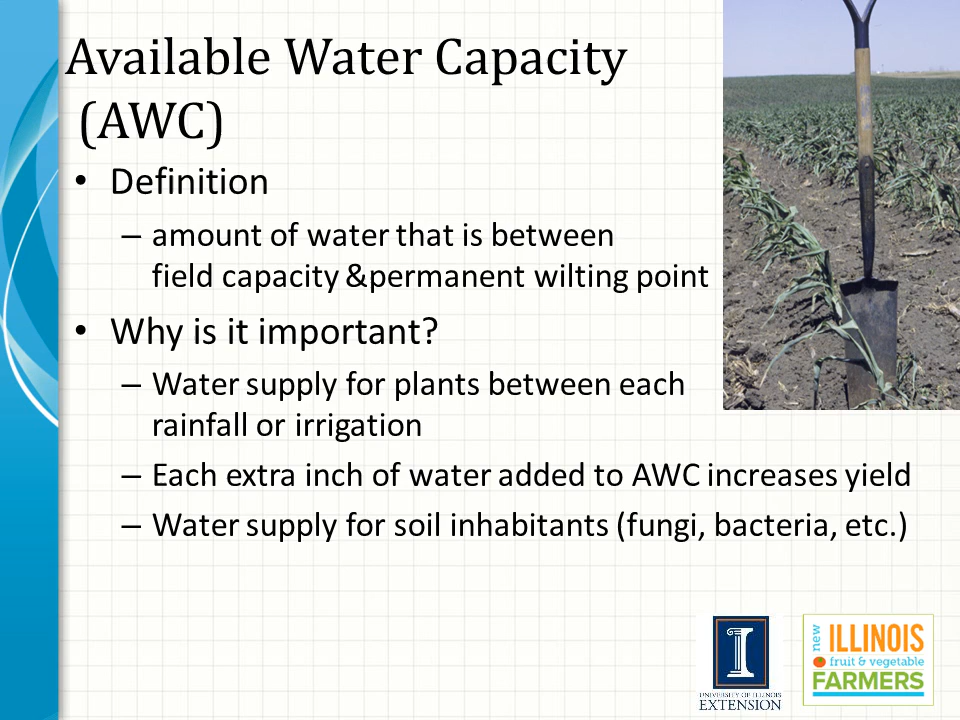 Available Water Capacity
(AWC)
• Definition
– amount of water that is between
field capacity &permanent wilting point
• Why is it important?
– Water supply for plants between each
rainfall or irrigation
– Each extra inch of water added to AWC increases yield
– Water supply for soil inhabitants (fungi, bacteria, etc.)
I
UNIVERSITY OF ILLINOIS
EXTENSION
new
ILLINOIS
fruit & vegetable
FARMERS